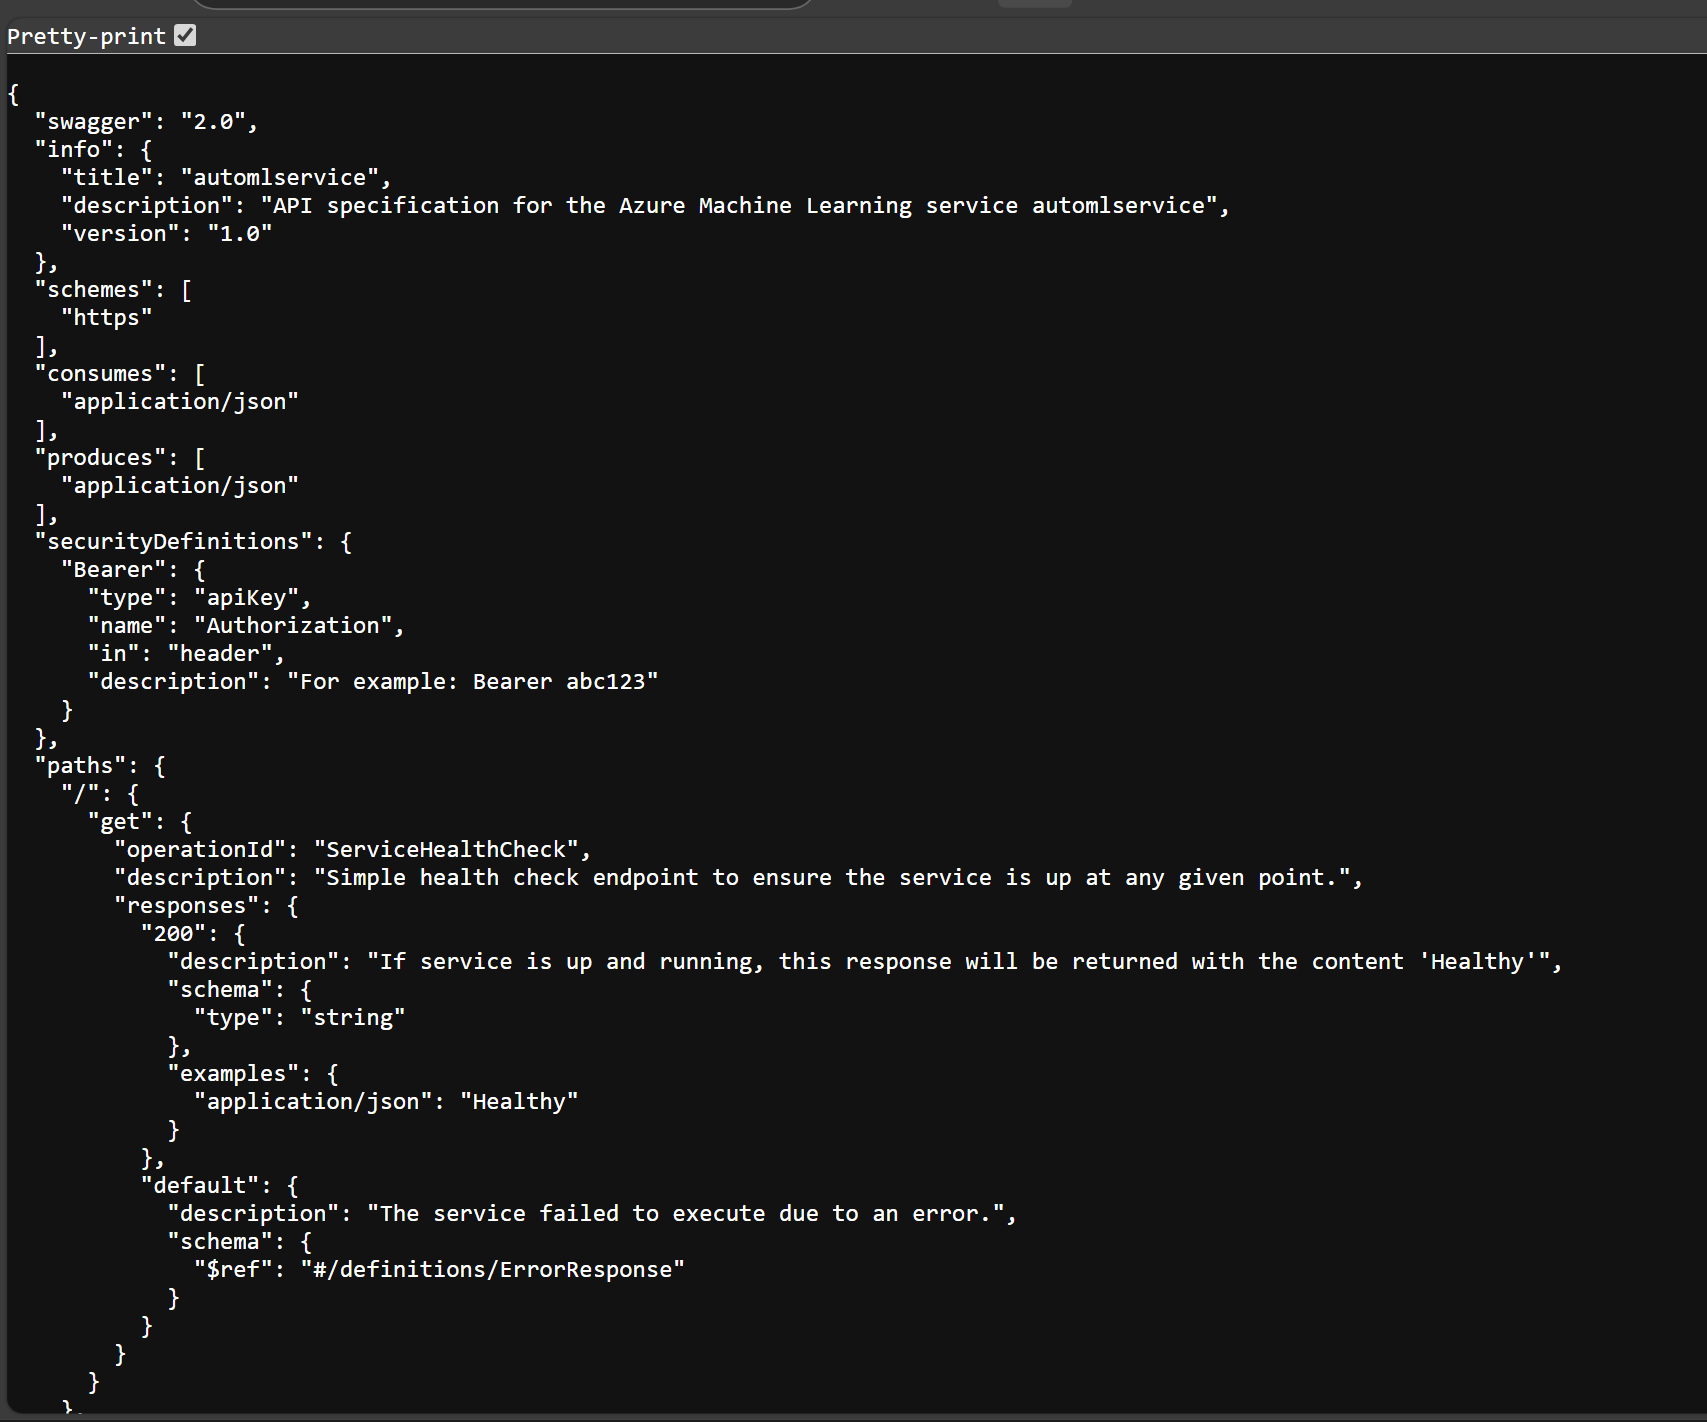 Pretty-print
{
  "swagger": "2.0",
  "info": {
    "title": "automlservice",
    "description": "API specification for the Azure Machine Learning service automlservice",
    "version": "1.0"
  },
  "schemes": [
    "https"
  ],
  "consumes": [
    "application/json"
  ],
  "produces": [
    "application/json"
  ],
  "securityDefinitions": {
    "Bearer": {
      "type": "apiKey",
      "name": "Authorization",
      "in": "header",
      "description": "For example: Bearer abc123"
    }
  },
  "paths": {
    "/": {
      "get": {
        "operationId": "ServiceHealthCheck",
        "description": "Simple health check endpoint to ensure the service is up at any given point.",
        "responses": {
          "200": {
            "description": "If service is up and running, this response will be returned with the content 'Healthy'",
            "schema": {
              "type": "string"
            },
            "examples": {
              "application/json": "Healthy"
            }
          },
          "default": {
            "description": "The service failed to execute due to an error.",
            "schema": {
              "$ref": "#/definitions/ErrorResponse"
            }
          }
        }
      }
    },